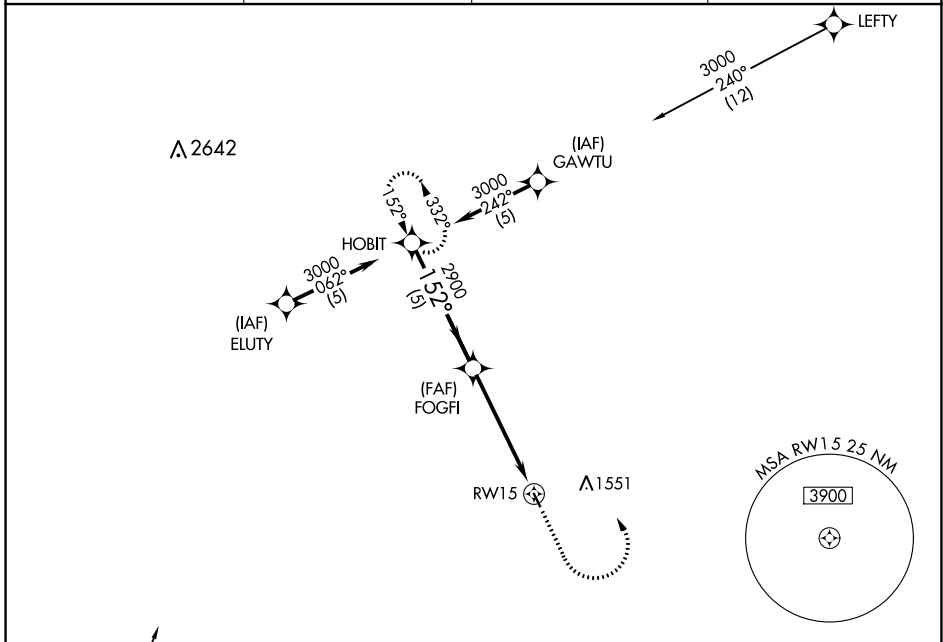 LEFTY
3000
240°
(12)
2642
(IAF)
GAWTU
3000
242°
(5)
152°
332°
HOBIT
3000
062°
(5)
2900
152°
(5)
(IAF)
ELUTY
(FAF)
FOGFI
RW15
1551
MSA RW15 25 NM
3900